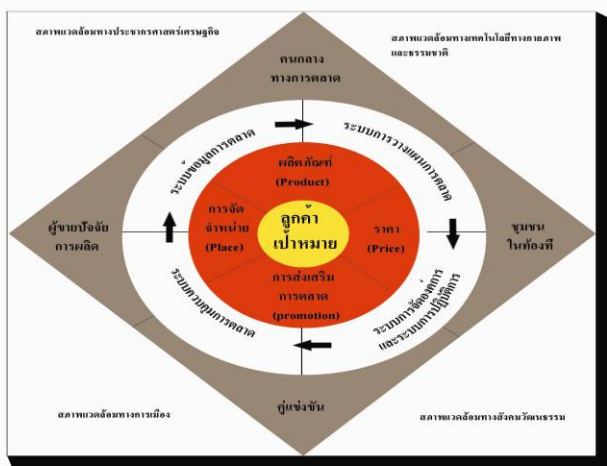 สภาพแวดล้อมทางประชากรศาสตร์เศรษฐกิจ
สภาพแวดล้อมทางเทคโนโลยีทางกายภาพ
และธรรมชาติ
คนกลาง
ทางการตลาด
ระบบข้อมูลการตลาด
ระบบการวางแผนการตลาด
ผลิตภัณฑ์
(Product)
ผู้ขายปัจจัย
การผลิต
การจัด
จำหน่าย
(Place)
ลูกค้า
เป้าหมาย
ราคา
(Price)
ชุมชน
ในท้องที่
การส่งเสริม
การตลาด
(promotion)
ระบบควบคุมการตลาด
ระบบการจัดองค์การ
และระบบการปฏิบัติการ
คู่แข่งขัน
สภาพแวดล้อมทางการเมือง
สภาพแวดล้อมทางสังคมวัฒนธรรม